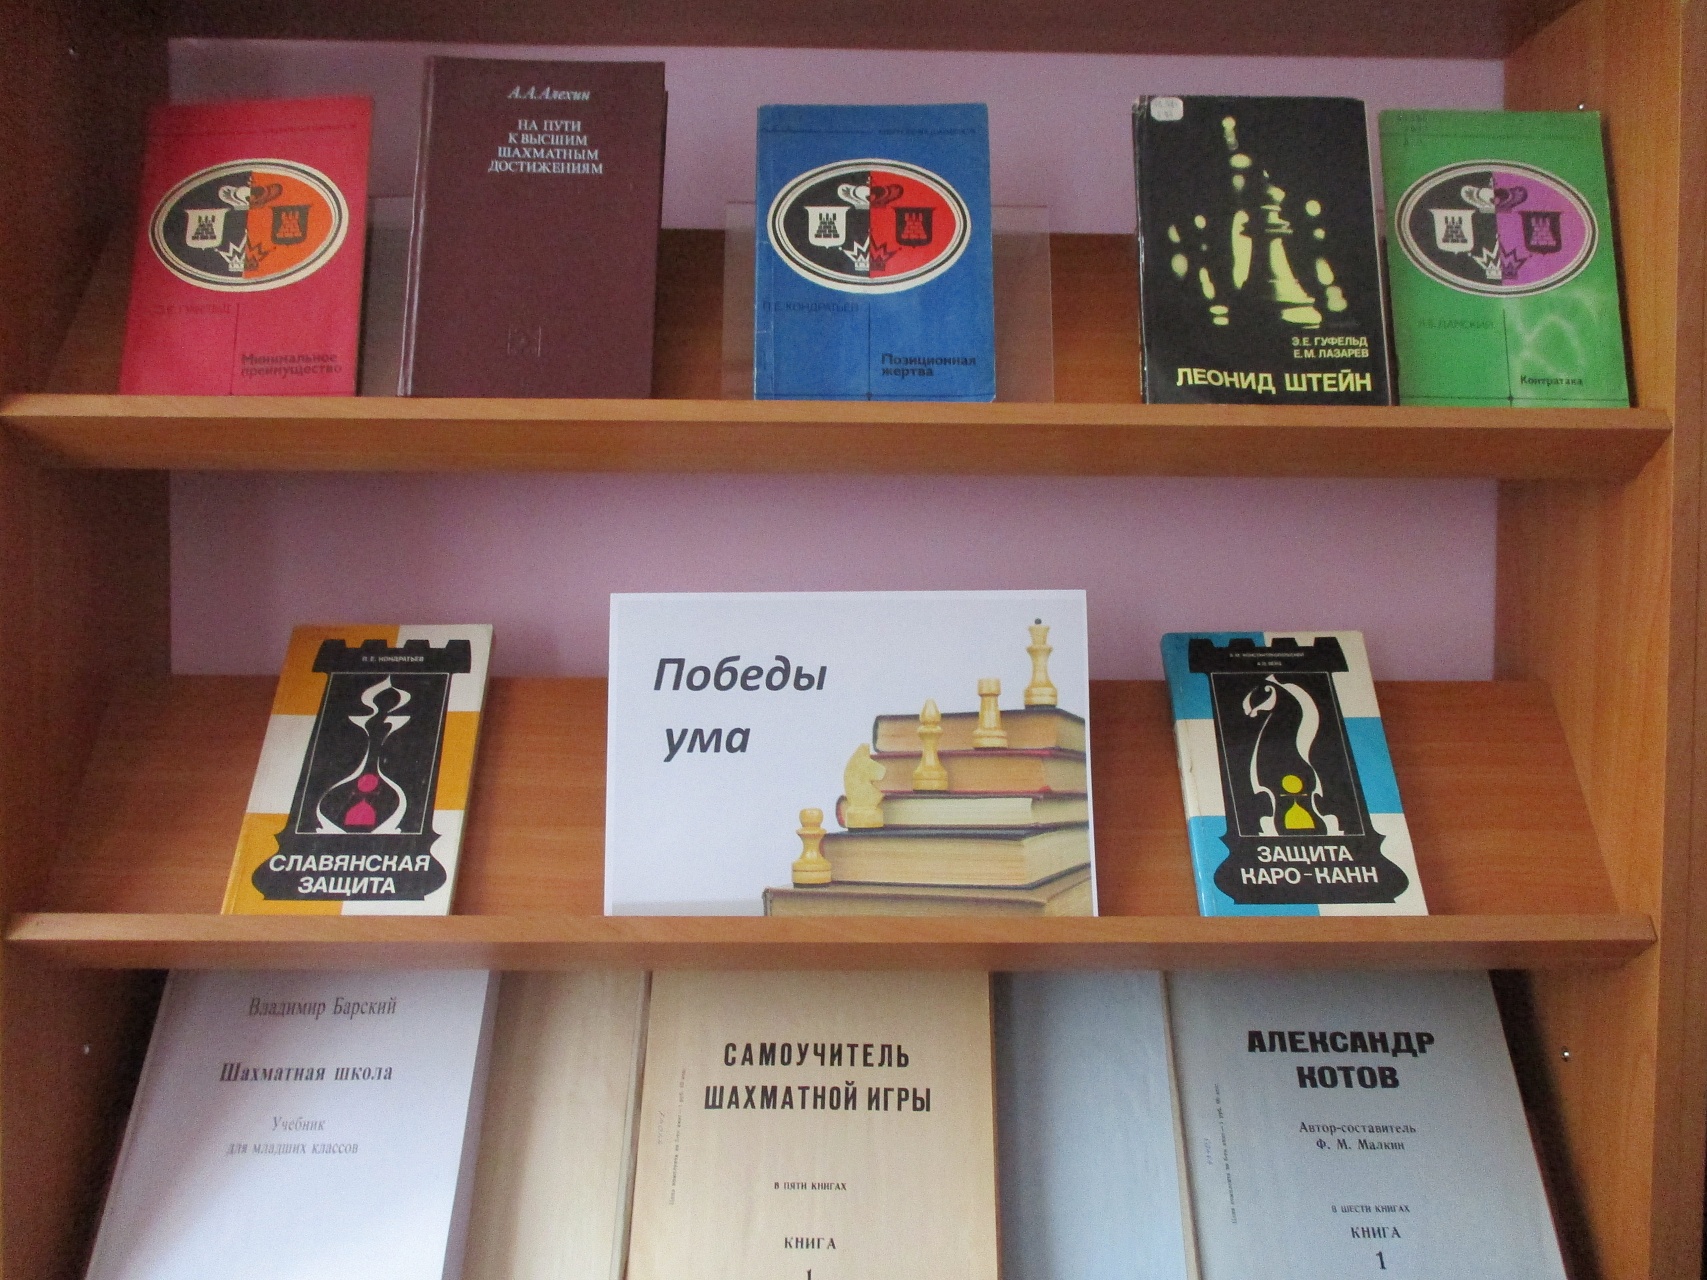 А. А. Алехин
НА ПУТИ
К ВЫСШИМ
ШАХМАТНЫМ
ДОСТИЖЕНИЯМ
Э. Е. ГУФЕЛЬД
Минимальное
преимущество
П. Е. КОНДРАТЬЕВ
Позиционная
жертва
Э. Е. ГУФЕЛЬД
Е. М. ЛАЗАРЕВ
ЛЕОНИД ШТЕЙН
ДАМСКИЙ
Контратака
П. Е. КОНДРАТЬЕВ
СЛАВЯНСКАЯ
ЗАЩИТА
Победы
ума
ЗАЩИТА
КАРО-КАНН
Владимир Барский
Шахматная школа
Учебник
для младших классов
САМОУЧИТЕЛЬ
ШАХМАТНОЙ ИГРЫ
В ПЯТИ КНИГАХ
КНИГА
1
АЛЕКСАНДР
КОТОВ
Автор-составитель
Ф. М. Малкин
В ШЕСТИ КНИГАХ
КНИГА
1